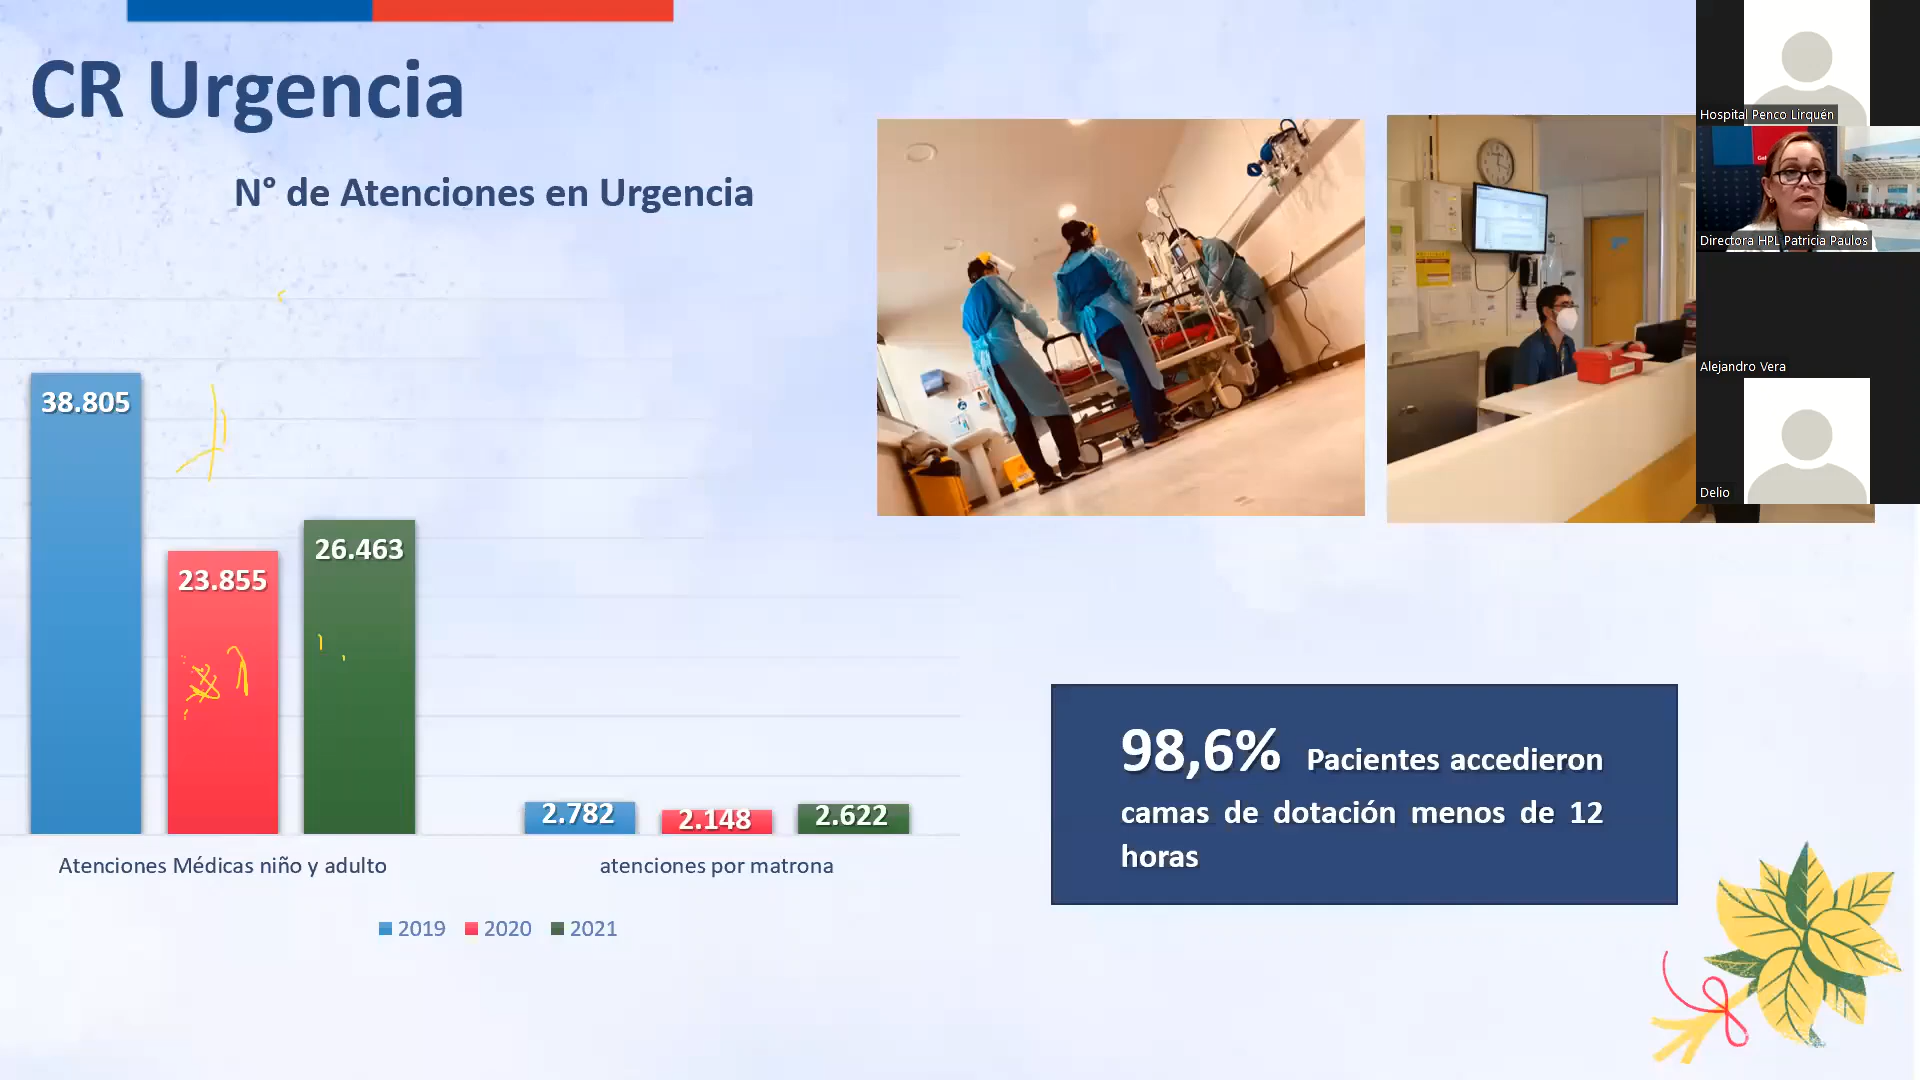 CR Urgencia
N° de Atenciones en Urgencia
38.805
23.855
26.463
2.782
2.148
2.622
Atenciones Médicas niño y adulto
atenciones por matrona
2019 2020 2021
98,6% Pacientes accedieron
camas de dotación menos de 12
horas
Hospital Penco Lirquén
Directora HPL Patricia Paulos
Alejandro Vera
Delio